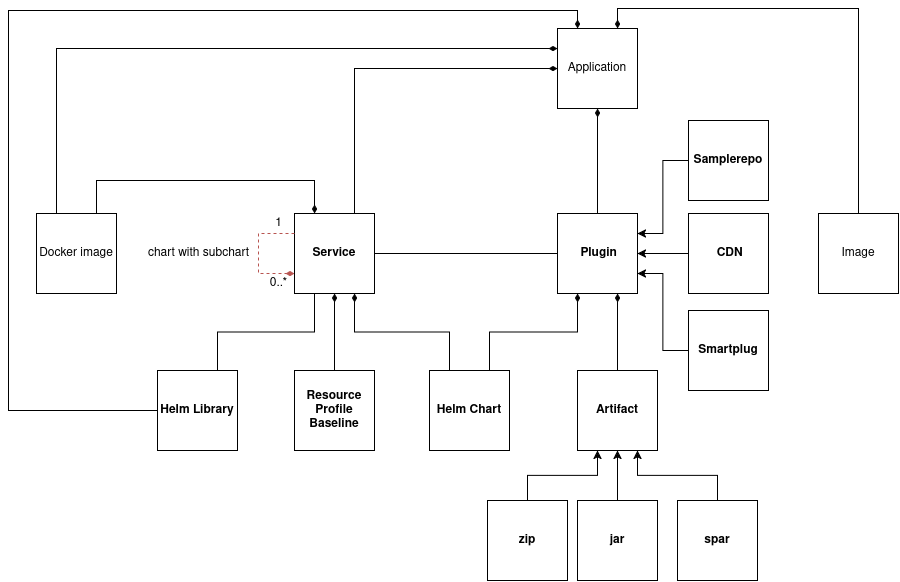 Application
Samplerepo
1
Docker image
chart with subchart
Service
Plugin
CDN
Image
0..*
Smartplug
Helm Library
Resource
Profile
Baseline
Helm Chart
Artifact
zip
jar
spar